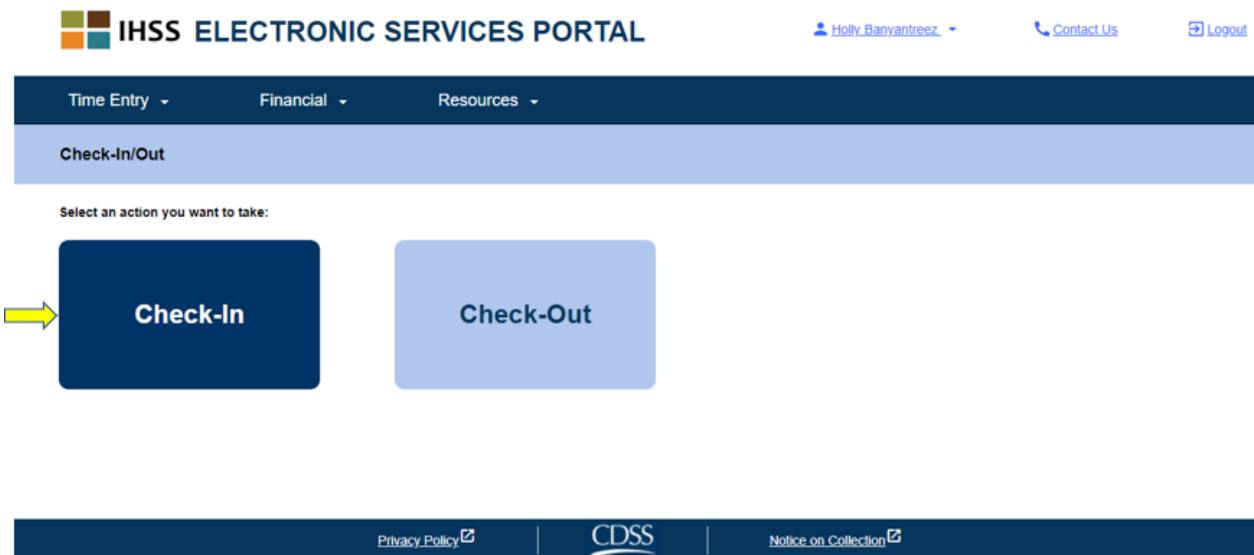 IHSS ELECTRONIC SERVICES PORTAL
Holly Banyantreez
Contact Us
Logout
Time Entry
Financial
Resources
Check-In/Out
Select an action you want to take:
Check-In
Check-Out
Privacy Policy
CDSS
Notice on Collection